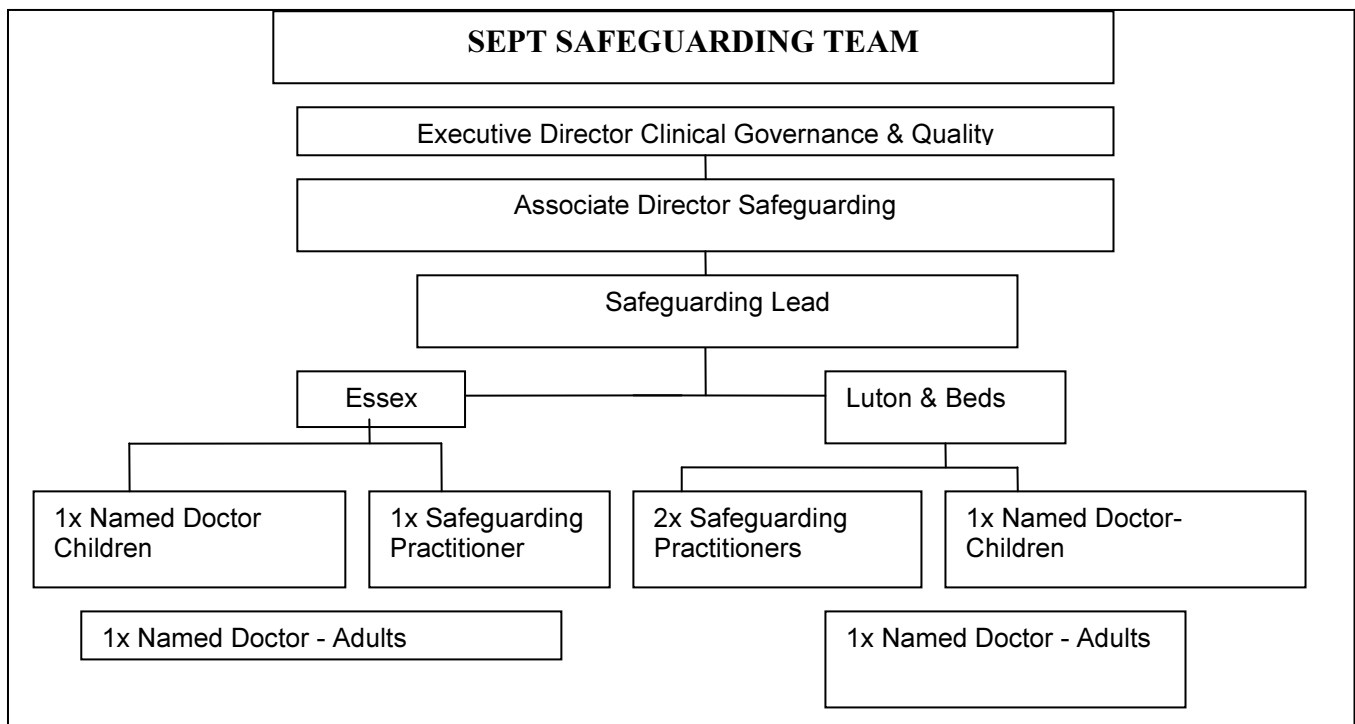 SEPT SAFEGUARDING TEAM
Executive Director Clinical Governance & Quality
Associate Director Safeguarding
Safeguarding Lead
Essex
Luton & Beds
1x Named Doctor
Children
1x Safeguarding
Practitioner
2x Safeguarding
Practitioners
1x Named Doctor-
Children
1x Named Doctor - Adults
1x Named Doctor - Adults